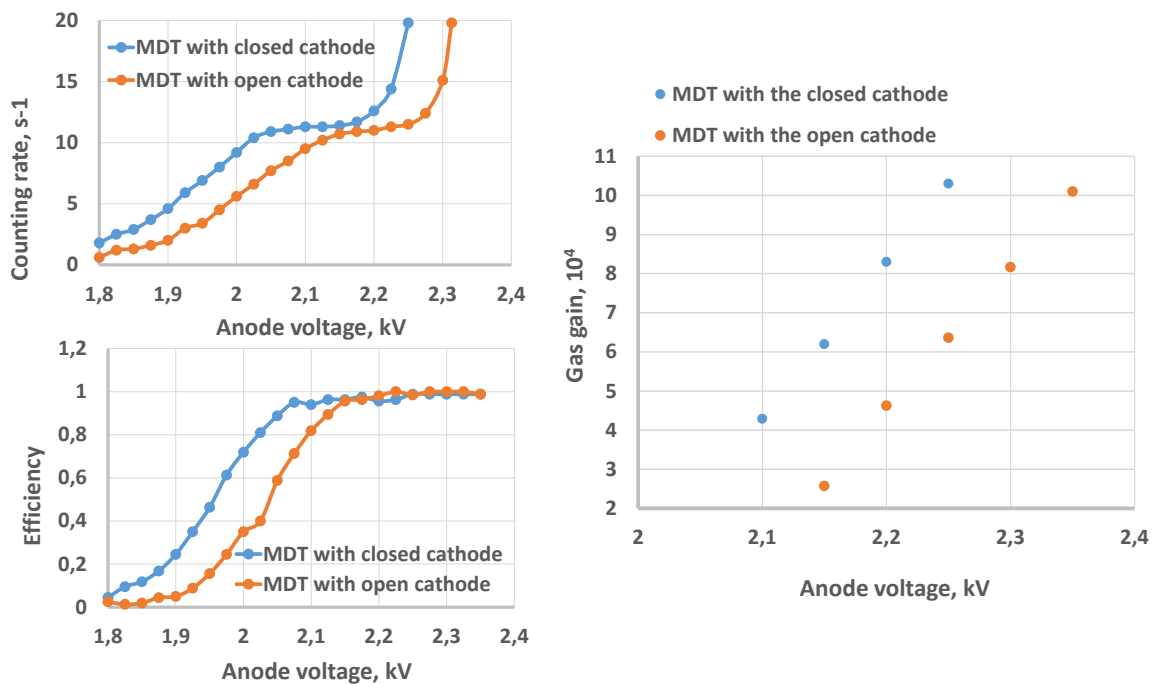 20
15
10
5
0
Counting rate, s-1
MDT with closed cathode
MDT with open cathode
1,8 1,9 2 2,1 2,2 2,3 2,4
Anode voltage, kV
1,2
1
0,8
0,6
0,4
0,2
0
Efficiency
MDT with closed cathode
MDT with open cathode
1,8 1,9 2 2,1 2,2 2,3 2,4
Anode voltage, kV
MDT with the closed cathode
MDT with the open cathode
11
10
9
8
7
6
5
4
3
2
Gas gain, 10⁴
2 2,1 2,2 2,3 2,4
Anode voltage, kV